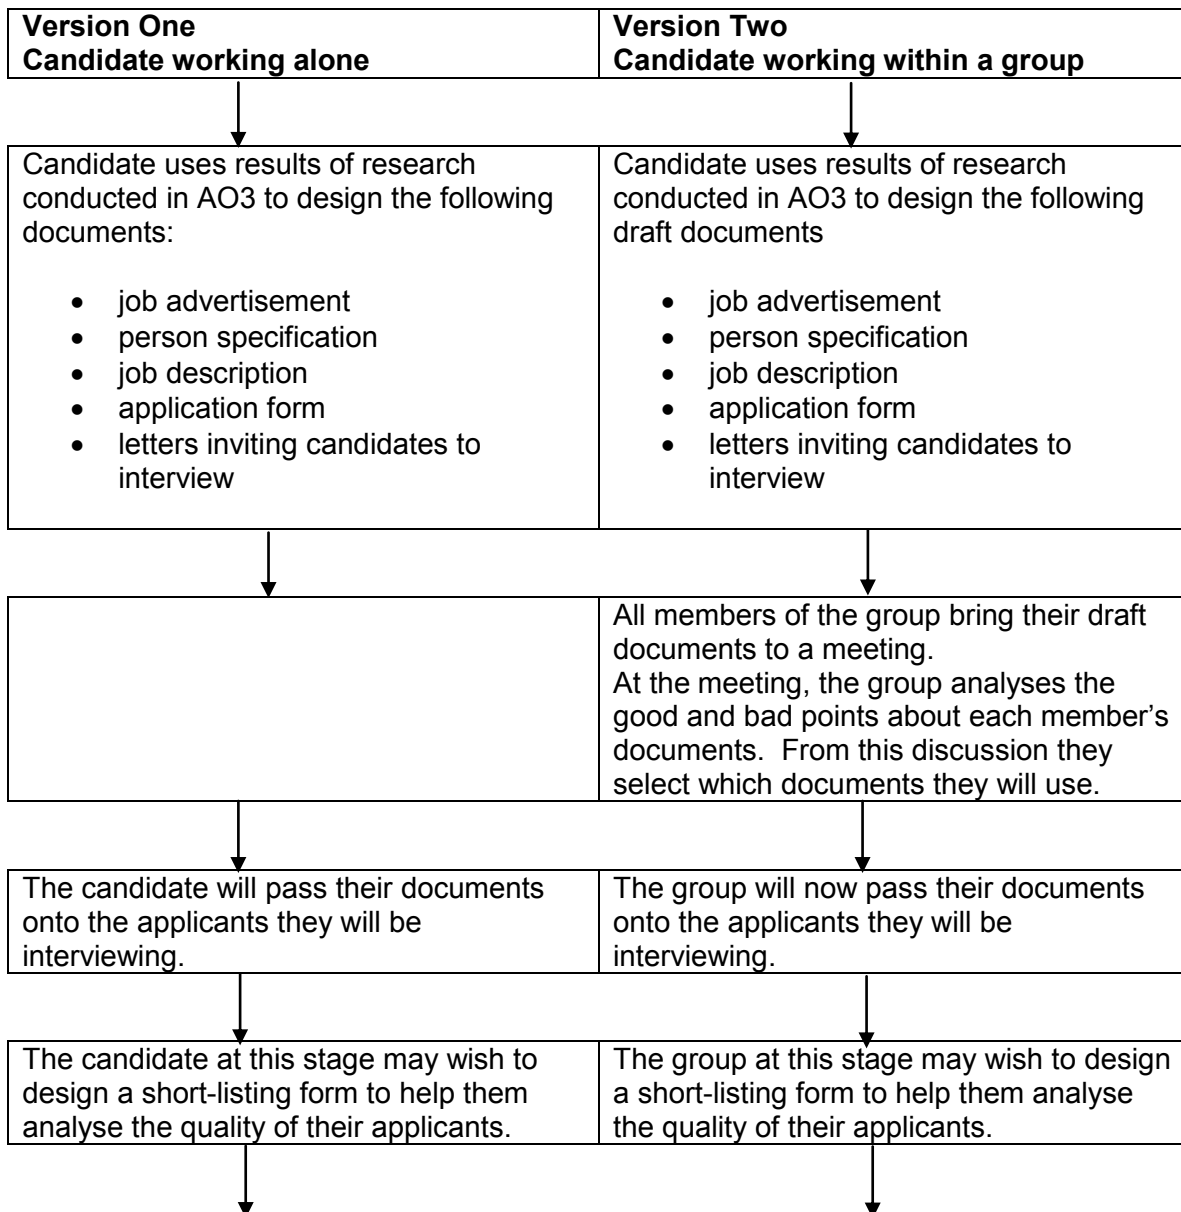 Version One
Candidate working alone
Version Two
Candidate working within a group
Candidate uses results of research
conducted in AO3 to design the following
documents:
• job advertisement
• person specification
• job description
• application form
• letters inviting candidates to
interview
Candidate uses results of research
conducted in AO3 to design the following
draft documents
• job advertisement
• person specification
• job description
• application form
• letters inviting candidates to
interview
All members of the group bring their draft
documents to a meeting.
At the meeting, the group analyses the
good and bad points about each member’s
documents.  From this discussion they
select which documents they will use.
The candidate will pass their documents
onto the applicants they will be
interviewing.
The group will now pass their documents
onto the applicants they will be
interviewing.
The candidate at this stage may wish to
design a short-listing form to help them
analyse the quality of their applicants.
The group at this stage may wish to design
a short-listing form to help them analyse
the quality of their applicants.